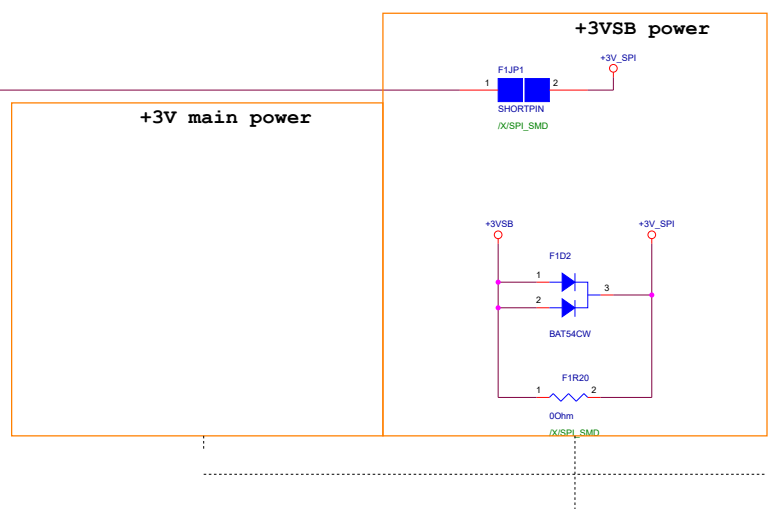 +3VSB power
+3V_SPI
F1JP1
1
2
SHORTPIN
/X/SPI_SMD
+3V main power
+3VSB
+3V_SPI
F1D2
1
3
2
BAT54CW
F1R20
1
2
0Ohm
/X/SPI_SMD